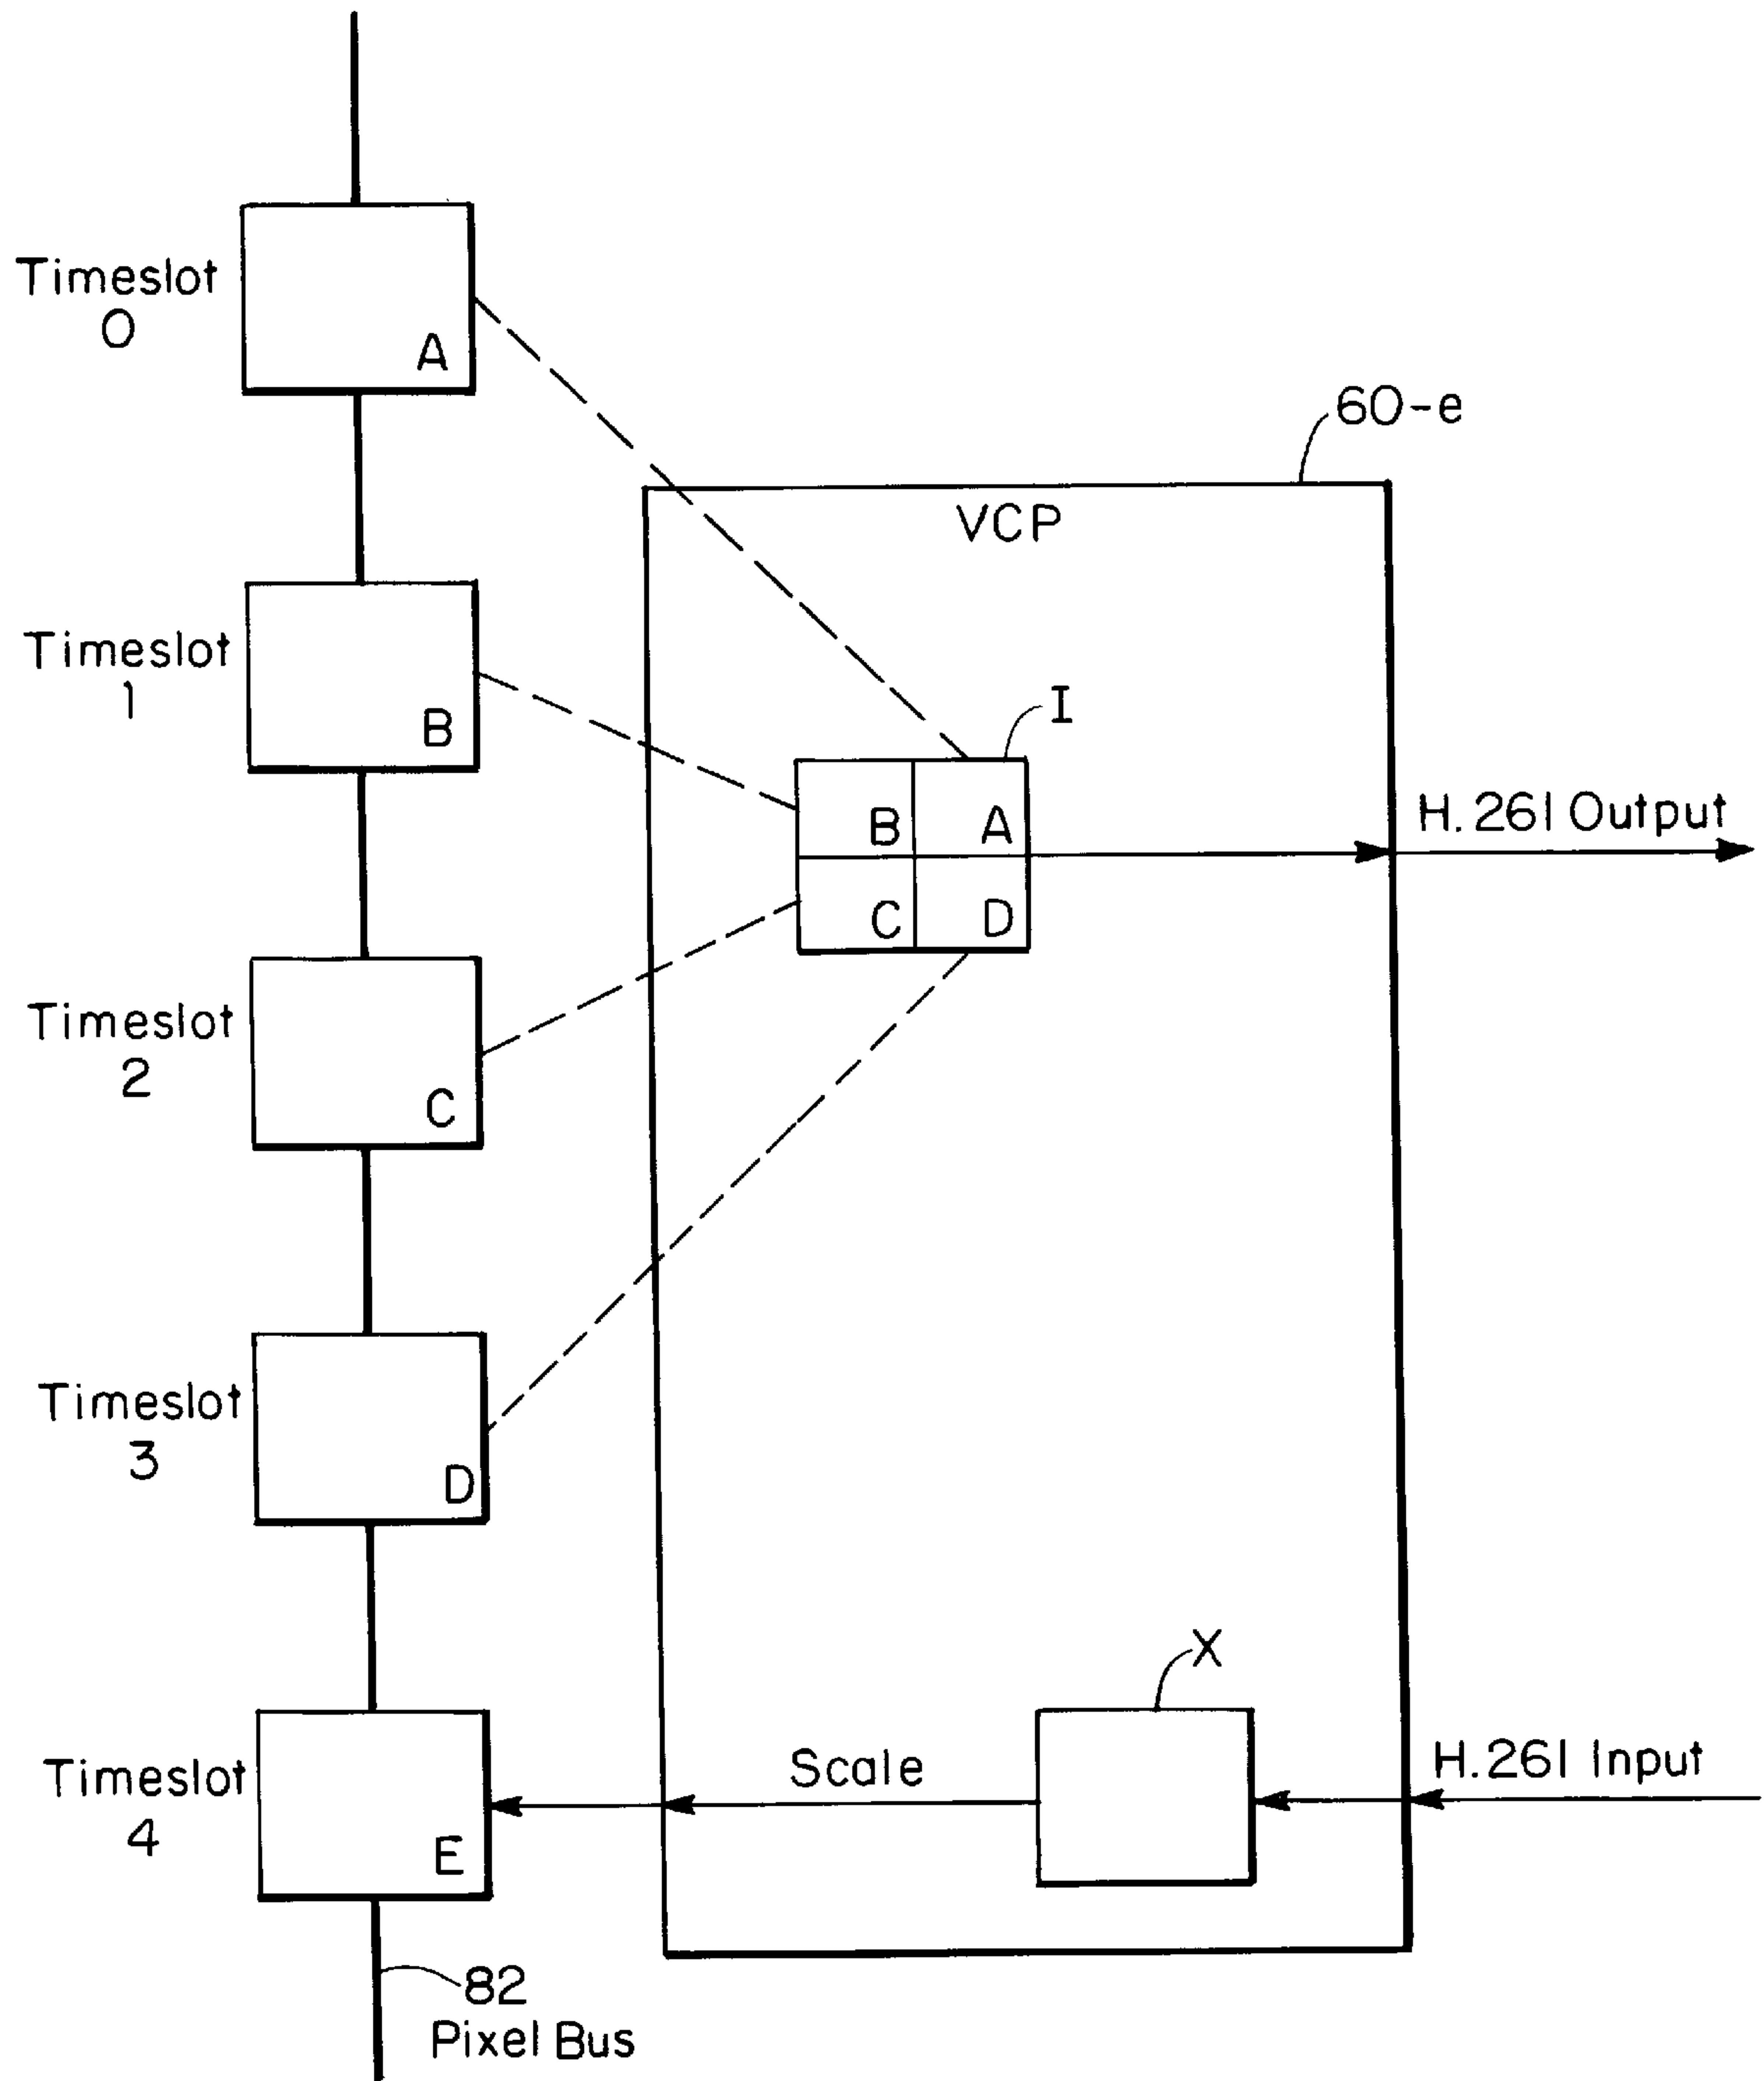 Timeslot
0
A
60-e
VCP
Timeslot
1
B
I
B A
H.261 Output
C D
Timeslot
2
C
Timeslot
3
D
X
Timeslot
4
E
Scale
H.261 Input
82
Pixel Bus